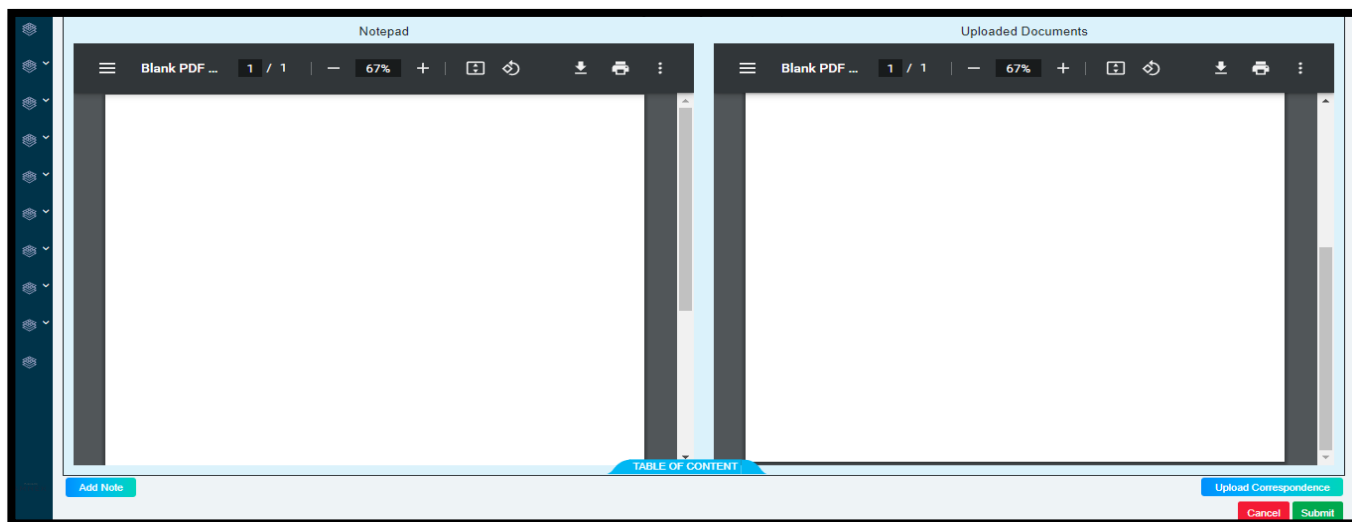 Notepad
Uploaded Documents
Blank PDF ... 1 / 1 67%
Blank PDF ... 1 / 1 67%
TABLE OF CONTENT
Add Note
Upload Correspondence
Cancel Submit